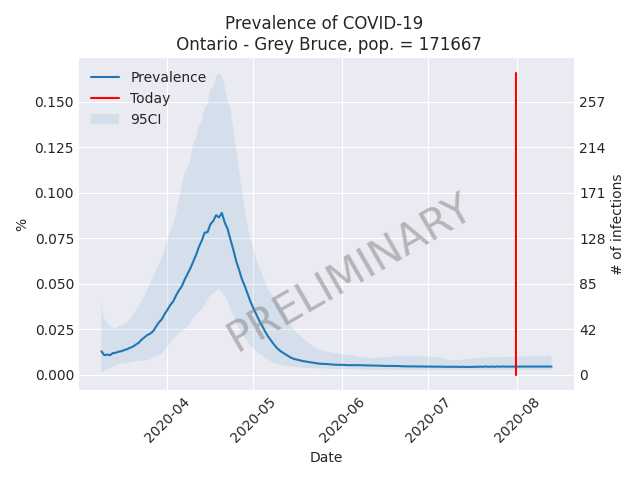 Prevalence of COVID-19
Ontario - Grey Bruce, pop. = 171667
Prevalence
Today
95CI
0.150
0.125
0.100
0.075
0.050
0.025
0.000
%
257
214
171
128
85
42
0
# of infections
PRELIMINARY
2020-04
2020-05
2020-06
2020-07
2020-08
Date